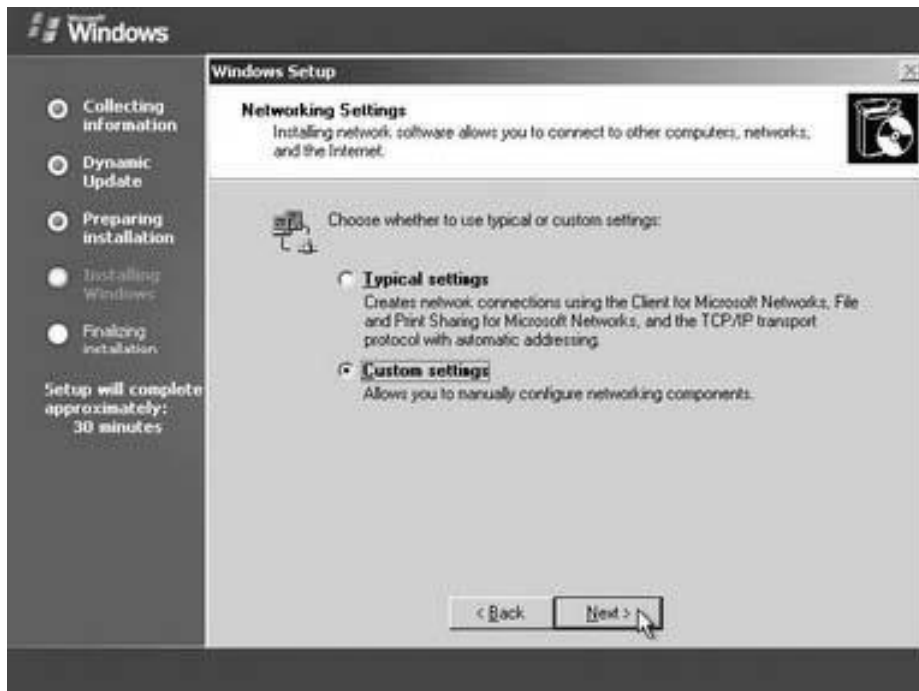 Microsoft
Windows
Collecting
information
Dynamic
Update
Preparing
installation
Installing
Windows
Finalizing
installation
Setup will complete
approximately:
30 minutes
Windows Setup
Networking Settings
Installing network software allows you to connect to other computers, networks,
and the Internet.
Choose whether to use typical or custom settings:
Typical settings
Creates network connections using the Client for Microsoft Networks, File
and Print Sharing for Microsoft Networks, and the TCP/IP transport
protocol with automatic addressing.
Custom settings
Allows you to manually configure networking components.
< Back
Next >